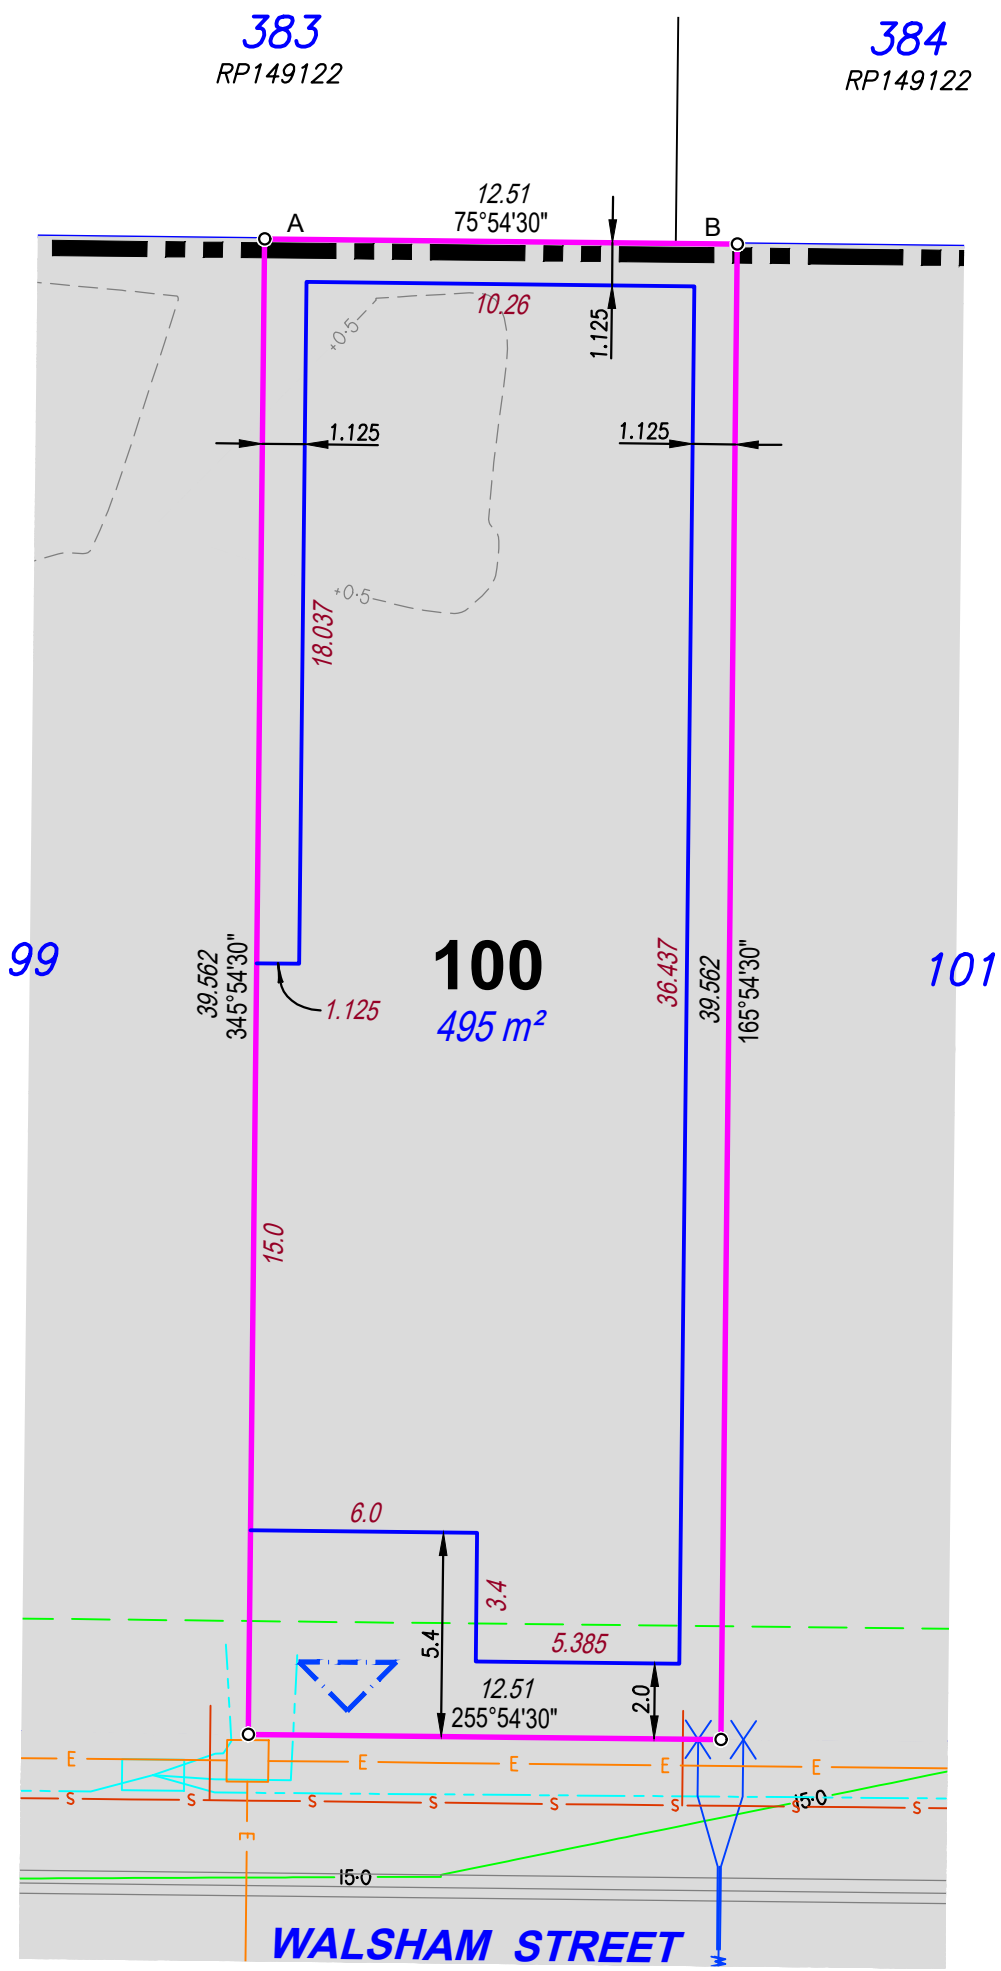 383
RP149122
384
RP149122
12.51
75°54'30"
A
B
10.26
+0·5
1.125
1.125
1.125
+0·5
18.037
99
39.562
345°54'30"
100
495 m²
1.125
36.437
39.562
165°54'30"
101
15.0
6.0
3.4
5.4
5.385
2.0
12.51
255°54'30"
E
E
E
E
E
S
S
S
S
S
S
S
S
15·0
E
15·0
WALSHAM STREET
W